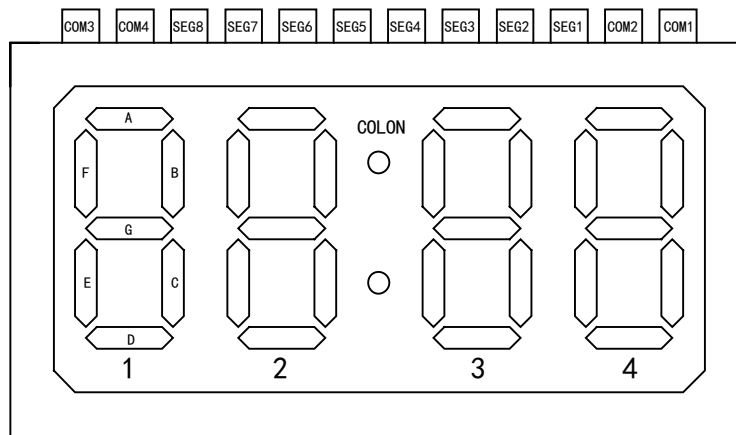 COM3 COM4 SEG8 SEG7 SEG6 SEG5 SEG4 SEG3 SEG2 SEG1 COM2 COM1
A
COLON
F B
G
E C
D
1 2 3 4